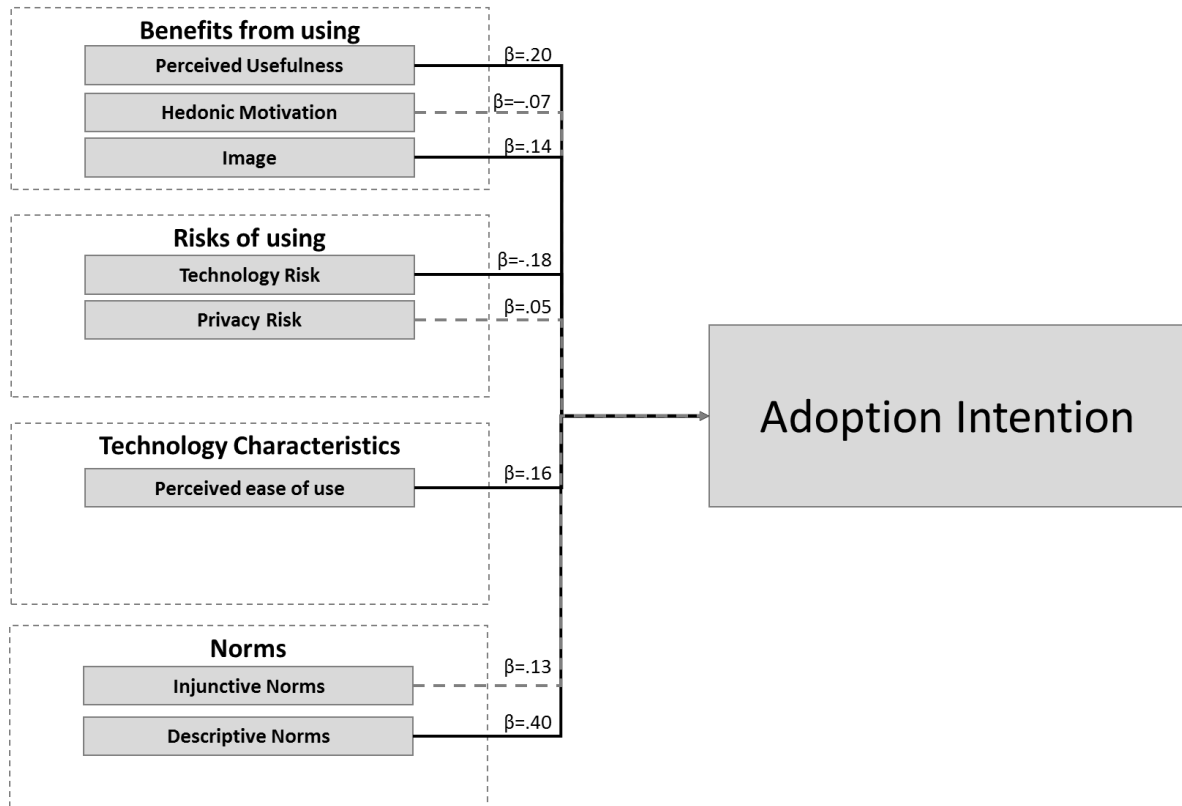 Benefits from using
Perceived Usefulness
β=.20
Hedonic Motivation
β=–.07
Image
β=.14
Risks of using
Technology Risk
β=-.18
Privacy Risk
β=.05
Adoption Intention
Technology Characteristics
Perceived ease of use
β=.16
Norms
Injunctive Norms
β=.13
Descriptive Norms
β=.40